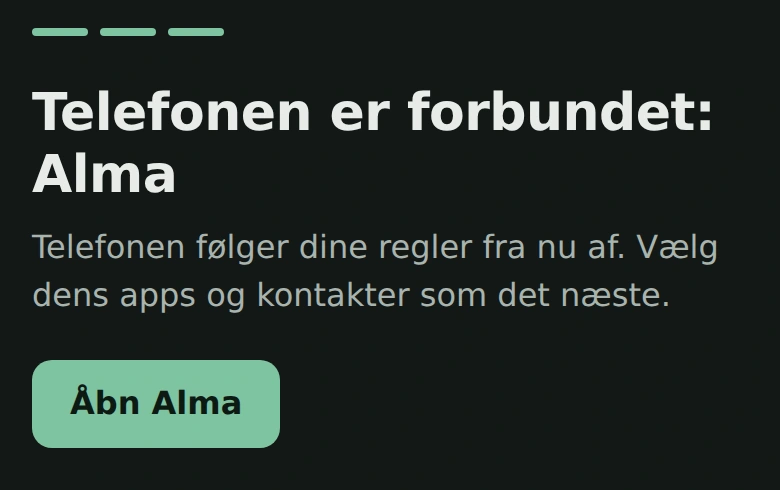 Telefonen er forbundet:
Alma
Telefonen følger dine regler fra nu af. Vælg
dens apps og kontakter som det næste.
Åbn Alma